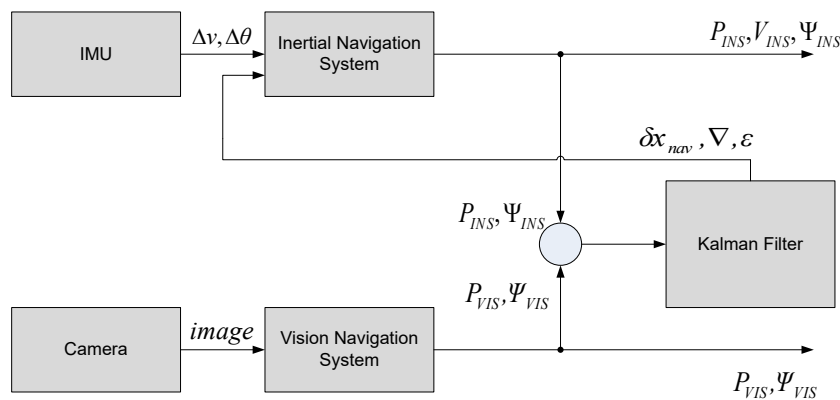 IMU
Δv, Δθ
Inertial Navigation
System
P_INS, V_INS, Ψ_INS
δx_nav, ∇, ε
P_INS, Ψ_INS
Kalman Filter
P_VIS, Ψ_VIS
Camera
image
Vision Navigation
System
P_VIS, Ψ_VIS